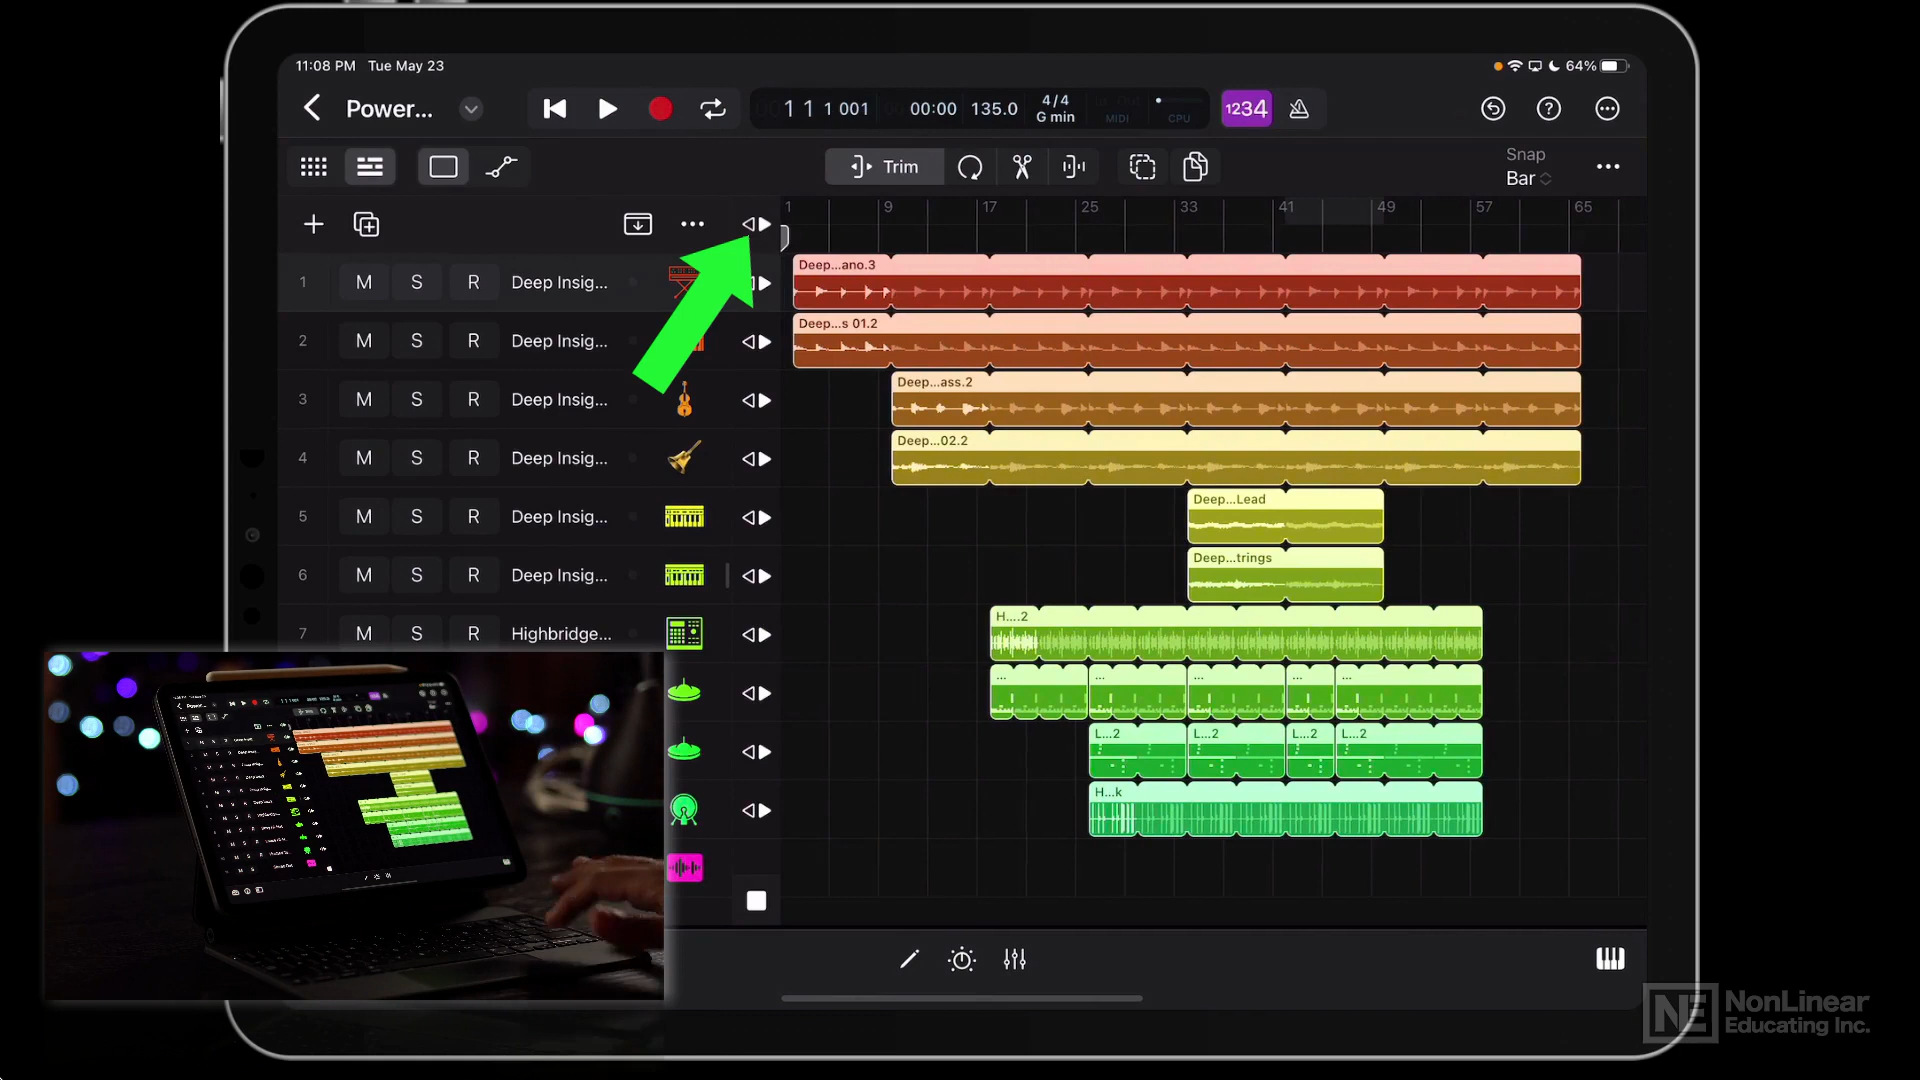 11:08 PM Tue May 23
64%
Power...
1 1 1 001
00:00
135.0
4/4
G min
MIDI
CPU
1234
Trim
Snap
Bar
1 9 17 25 33 41 49 57 65
1 M S R Deep Insig...
Deep...ano.3
2 M S R Deep Insig...
Deep...s 01.2
3 M S R Deep Insig...
Deep...ass.2
4 M S R Deep Insig...
Deep...02.2
5 M S R Deep Insig...
Deep...Lead
6 M S R Deep Insig...
Deep...trings
7 M S R Highbridge...
H....2
... ... ... ... ...
L...2 L...2 L...2 L...2
H...k
NE NonLinear
Educating Inc.